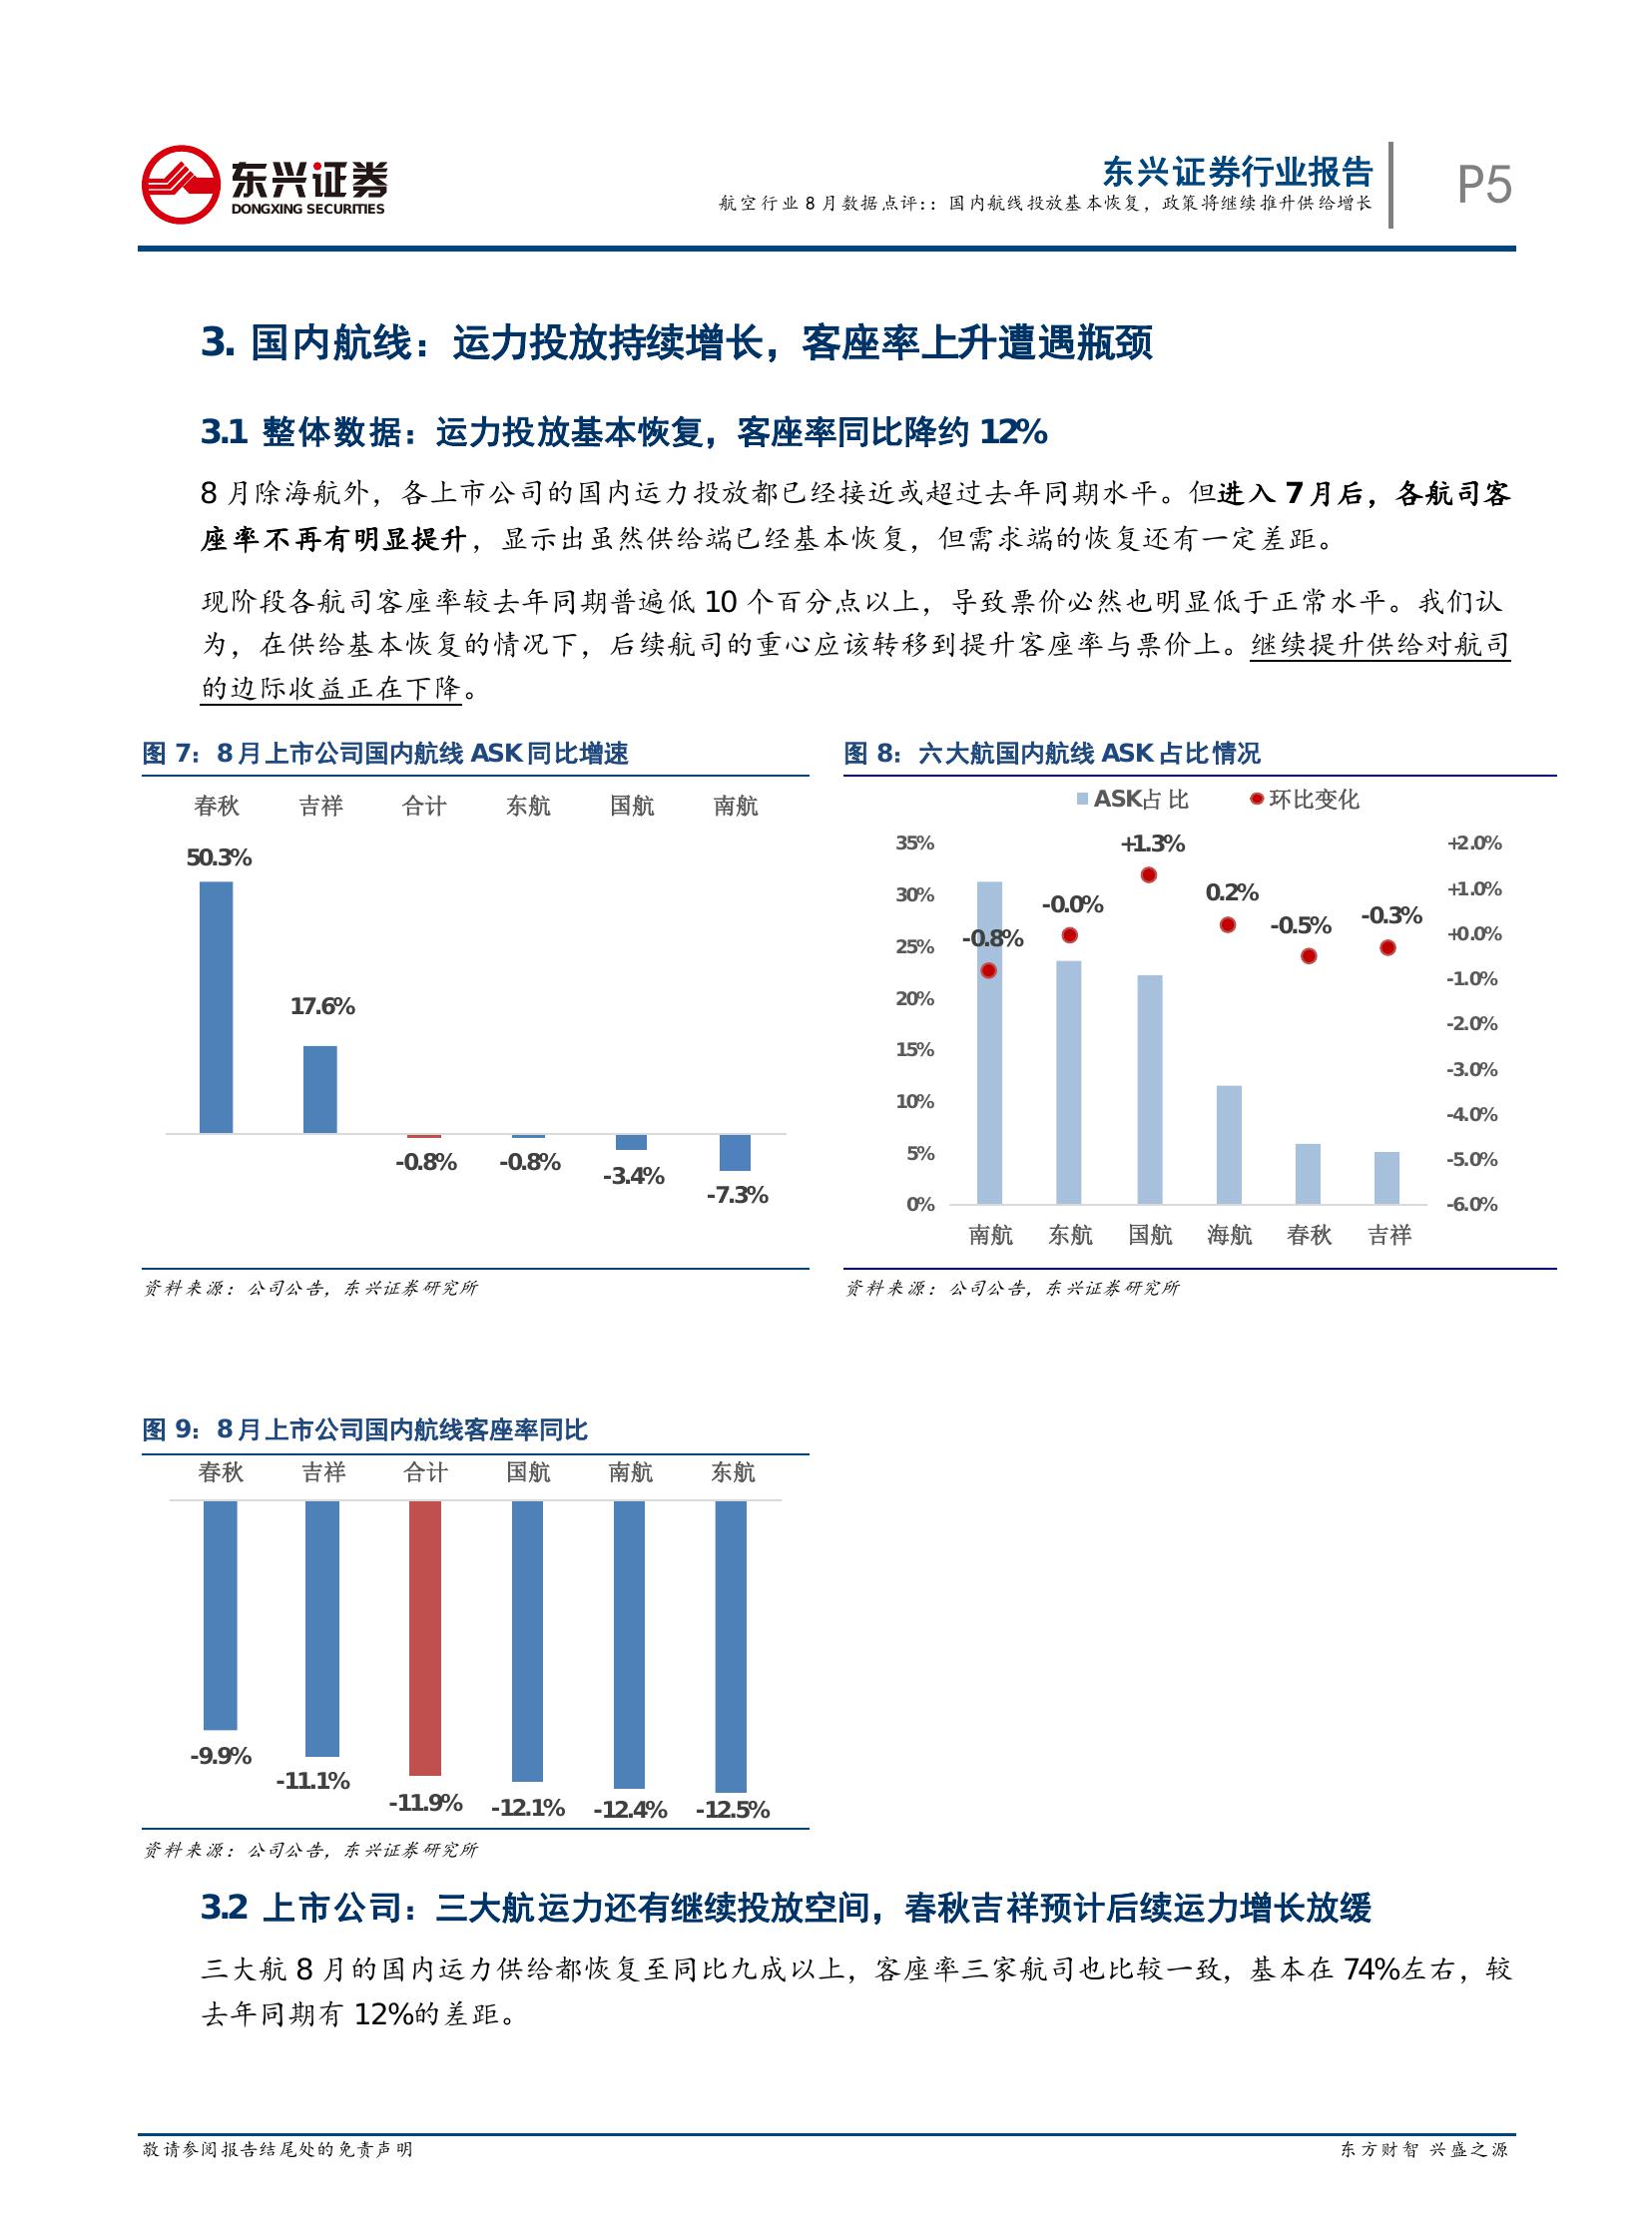 东兴证券
DONGXING SECURITIES
东兴证券行业报告
航空行业 8 月数据点评：：国内航线投放基本恢复，政策将继续推升供给增长
P5
3. 国内航线：运力投放持续增长，客座率上升遭遇瓶颈
3.1 整体数据：运力投放基本恢复，客座率同比降约 12%
8 月除海航外，各上市公司的国内运力投放都已经接近或超过去年同期水平。但进入 7 月后，各航司客
座率不再有明显提升，显示出虽然供给端已经基本恢复，但需求端的恢复还有一定差距。
现阶段各航司客座率较去年同期普遍低 10 个百分点以上，导致票价必然也明显低于正常水平。我们认
为，在供给基本恢复的情况下，后续航司的重心应该转移到提升客座率与票价上。继续提升供给对航司
的边际收益正在下降。
图 7：8 月上市公司国内航线 ASK 同比增速
春秋 吉祥 合计 东航 国航 南航
50.3%
17.6%
-0.8% -0.8% -3.4% -7.3%
资料来源：公司公告，东兴证券研究所
图 8：六大航国内航线 ASK 占比情况
ASK占比 环比变化
35%
30%
25%
20%
15%
10%
5%
0%
-0.8% -0.0% +1.3% 0.2% -0.5% -0.3%
+2.0%
+1.0%
+0.0%
-1.0%
-2.0%
-3.0%
-4.0%
-5.0%
-6.0%
南航 东航 国航 海航 春秋 吉祥
资料来源：公司公告，东兴证券研究所
图 9：8 月上市公司国内航线客座率同比
春秋 吉祥 合计 国航 南航 东航
-9.9% -11.1% -11.9% -12.1% -12.4% -12.5%
资料来源：公司公告，东兴证券研究所
3.2 上市公司：三大航运力还有继续投放空间，春秋吉祥预计后续运力增长放缓
三大航 8 月的国内运力供给都恢复至同比九成以上，客座率三家航司也比较一致，基本在 74%左右，较
去年同期有 12%的差距。
敬请参阅报告结尾处的免责声明
东方财智 兴盛之源